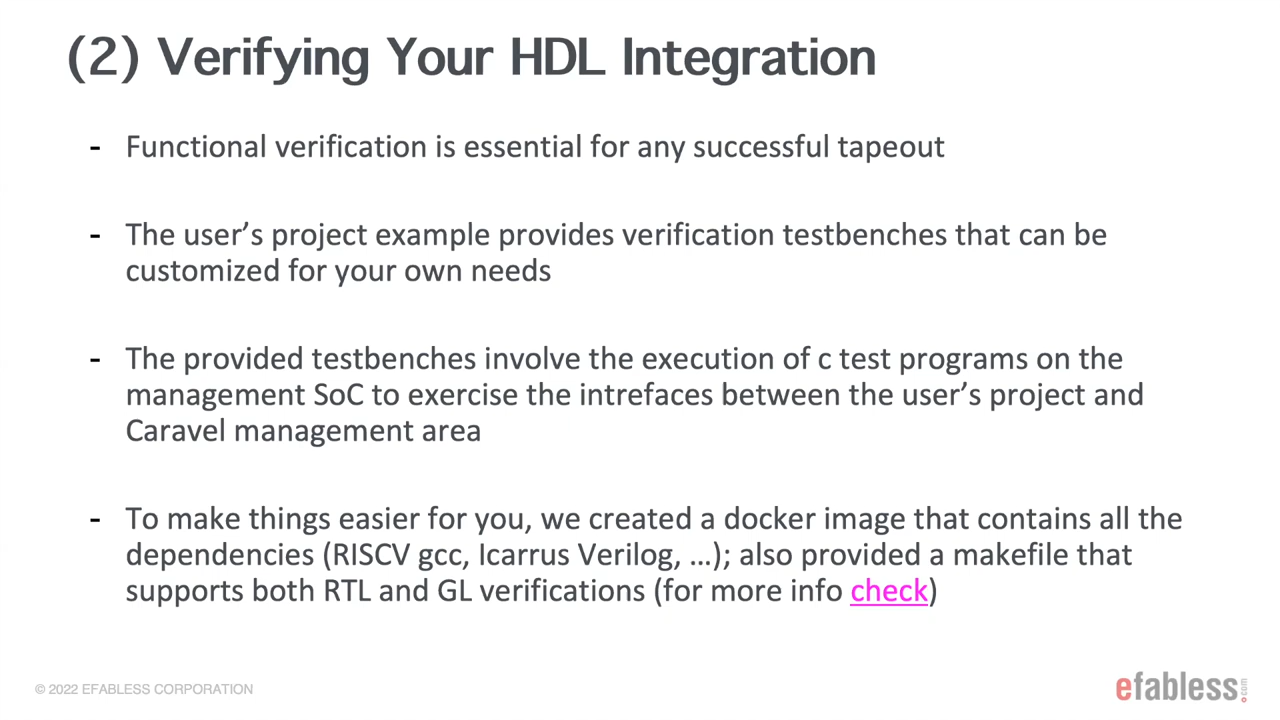 (2) Verifying Your HDL Integration
- Functional verification is essential for any successful tapeout
- The user’s project example provides verification testbenches that can be
customized for your own needs
- The provided testbenches involve the execution of c test programs on the
management SoC to exercise the intrefaces between the user’s project and
Caravel management area
- To make things easier for you, we created a docker image that contains all the
dependencies (RISCV gcc, Icarrus Verilog, ...); also provided a makefile that
supports both RTL and GL verifications (for more info check)
© 2022 EFABLESS CORPORATION
efabless.com